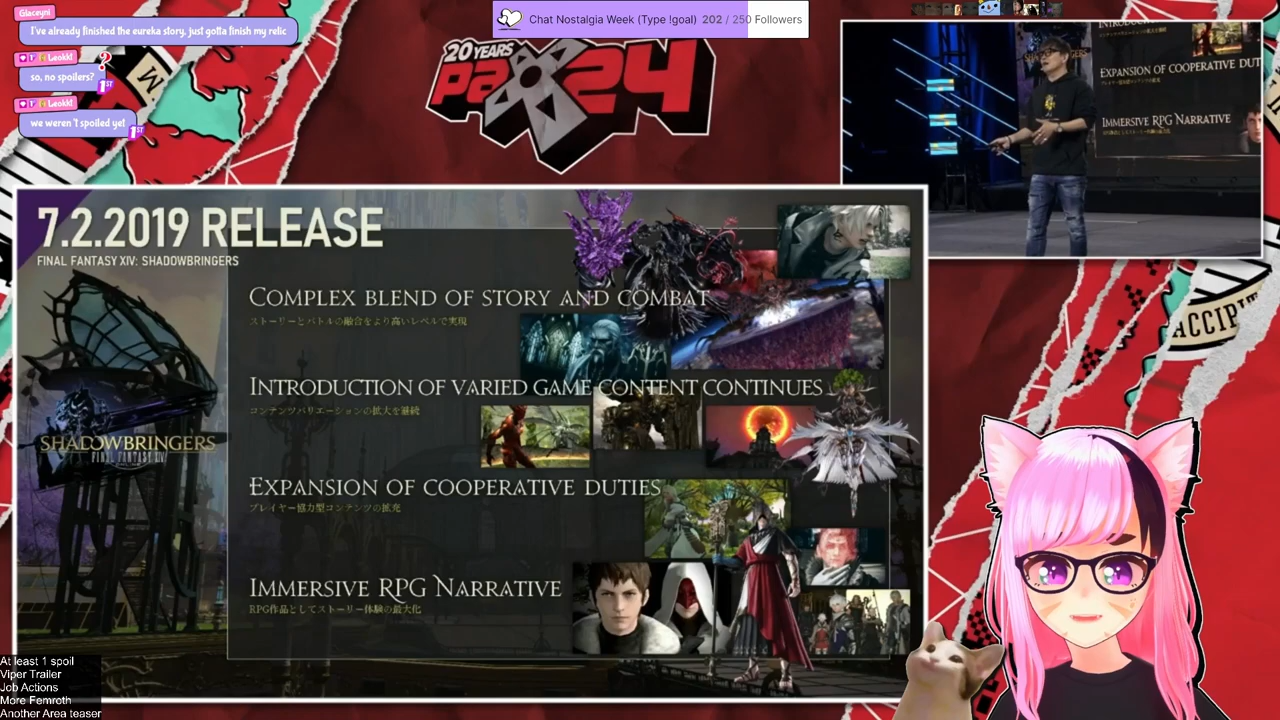 Glaceyni
I've already finished the eureka story, just gotta finish my relic
Leokk!
so, no spoilers?
1ST
Leokk!
we weren't spoiled yet
1ST
Chat Nostalgia Week (Type !goal) 202 / 250 Followers
20 YEARS
PAX24
EXPANSION OF COOPERATIVE DUT
IMMERSIVE RPG NARRATIVE
7.2.2019 RELEASE
FINAL FANTASY XIV: SHADOWBRINGERS
COMPLEX BLEND OF STORY AND COMBAT
ストーリーとバトルの融合をより高いレベルで実現
INTRODUCTION OF VARIED GAME CONTENT CONTINUES
コンテンツバリエーションの拡大を継続
SHADOWBRINGERS
FINAL FANTASY XIV
EXPANSION OF COOPERATIVE DUTIES
プレイヤー協力型コンテンツの拡充
IMMERSIVE RPG NARRATIVE
RPG作品としてストーリー体験の最大化
ACCIP
At least 1 spoil
Viper Trailer
Job Actions
More Femroth
Another Area teaser